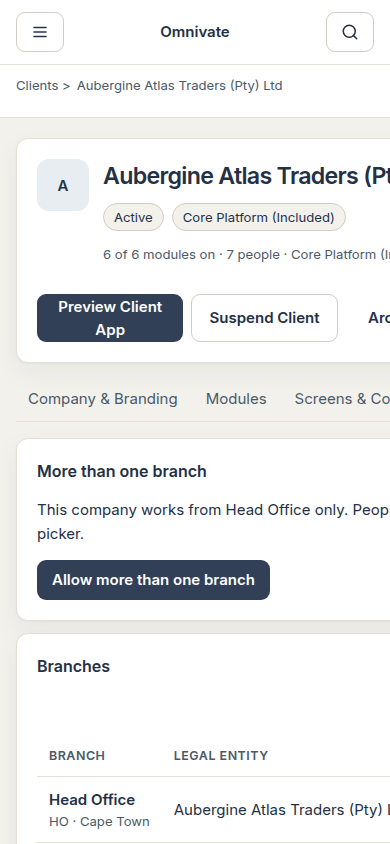 Omnivate
Clients > Aubergine Atlas Traders (Pty) Ltd
A
Aubergine Atlas Traders (Pt
Active
Core Platform (Included)
6 of 6 modules on · 7 people · Core Platform (I
Preview Client
App
Suspend Client
Arc
Company & Branding
Modules
Screens & Co
More than one branch
This company works from Head Office only. Peop
picker.
Allow more than one branch
Branches
BRANCH
LEGAL ENTITY
Head Office
HO · Cape Town
Aubergine Atlas Traders (Pty) L